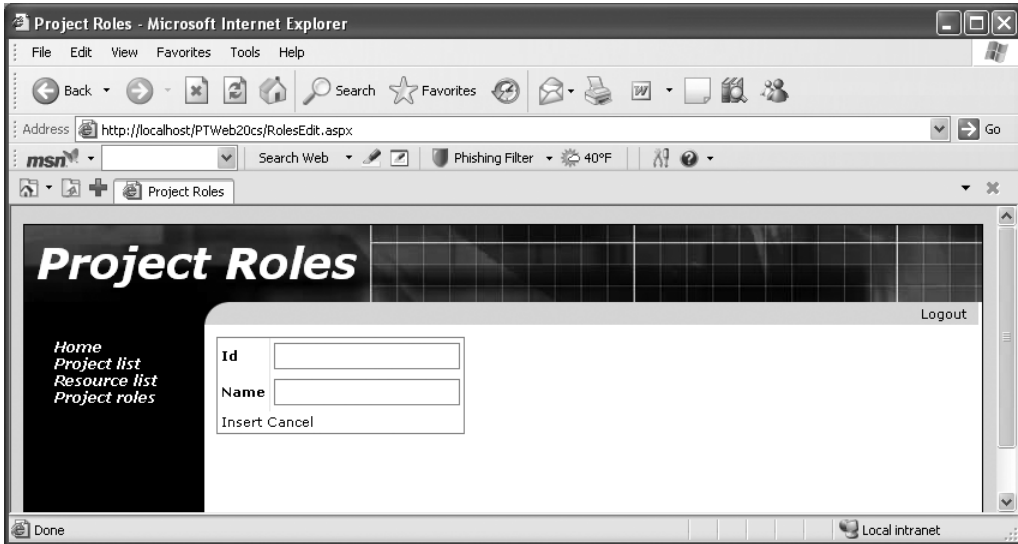 Project Roles - Microsoft Internet Explorer
File Edit View Favorites Tools Help
Back Search Favorites W
Address http://localhost/PTWeb20cs/RolesEdit.aspx Go
msn Search Web Phishing Filter 40°F
Project Roles
Project Roles
Logout
Home
Project list
Resource list
Project roles
Id
Name
Insert Cancel
Done Local intranet